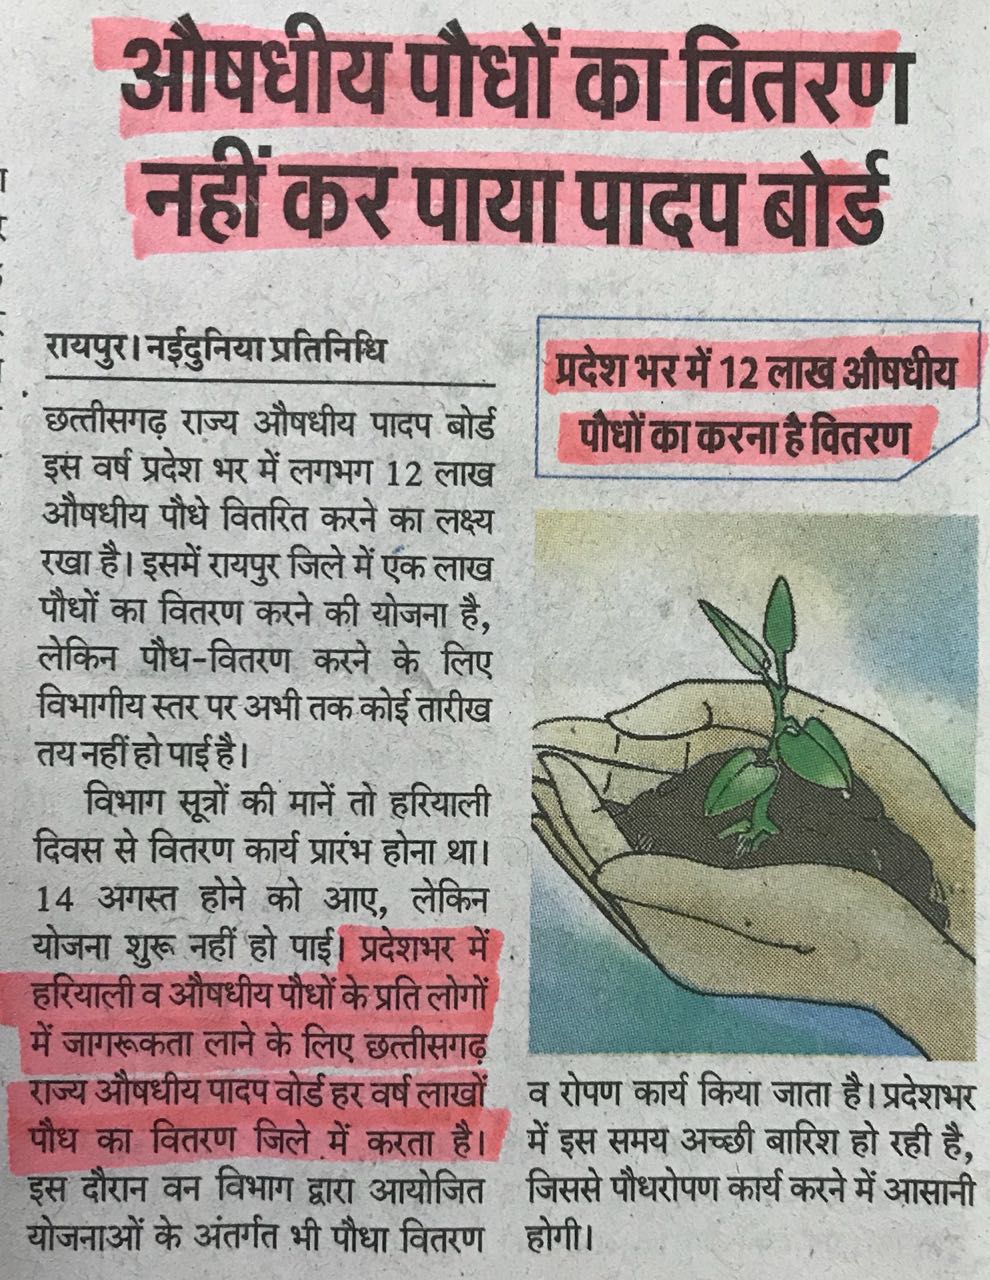 औषधीय पौधों का वितरण
नहीं कर पाया पादप बोर्ड
रायपुर। नईदुनिया प्रतिनिधि
छत्तीसगढ़ राज्य औषधीय पादप बोर्ड
इस वर्ष प्रदेश भर में लगभग 12 लाख
औषधीय पौधे वितरित करने का लक्ष्य
रखा है। इसमें रायपुर जिले में एक लाख
पौधों का वितरण करने की योजना है,
लेकिन पौध-वितरण करने के लिए
विभागीय स्तर पर अभी तक कोई तारीख
तय नहीं हो पाई है।
विभाग सूत्रों की मानें तो हरियाली
दिवस से वितरण कार्य प्रारंभ होना था।
14 अगस्त होने को आए, लेकिन
योजना शुरू नहीं हो पाई। प्रदेशभर में
हरियाली व औषधीय पौधों के प्रति लोगों
में जागरूकता लाने के लिए छत्तीसगढ़
राज्य औषधीय पादप वोर्ड हर वर्ष लाखों
पौध का वितरण जिले में करता है।
इस दौरान वन विभाग द्वारा आयोजित
योजनाओं के अंतर्गत भी पौधा वितरण
प्रदेश भर में 12 लाख औषधीय
पौधों का करना है वितरण
व रोपण कार्य किया जाता है। प्रदेशभर
में इस समय अच्छी बारिश हो रही है,
जिससे पौधरोपण कार्य करने में आसानी
होगी।